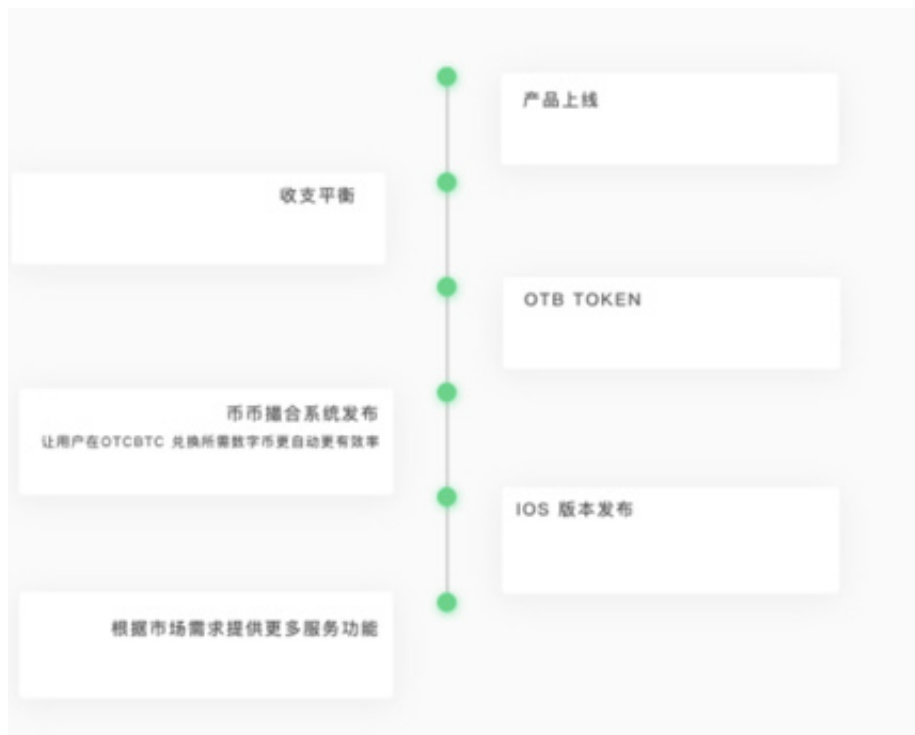 产品上线
收支平衡
OTB TOKEN
币币撮合系统发布
让用户在OTCBTC 兑换所需数字币更自动更有效率
IOS 版本发布
根据市场需求提供更多服务功能